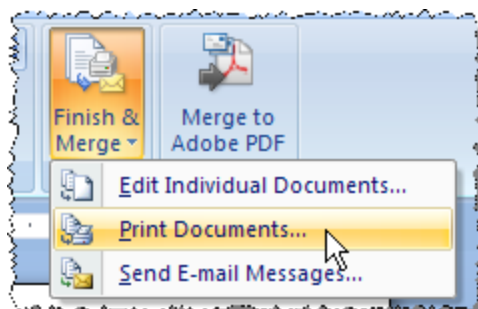 Finish &
Merge
Merge to
Adobe PDF
Edit Individual Documents...
Print Documents...
Send E-mail Messages...